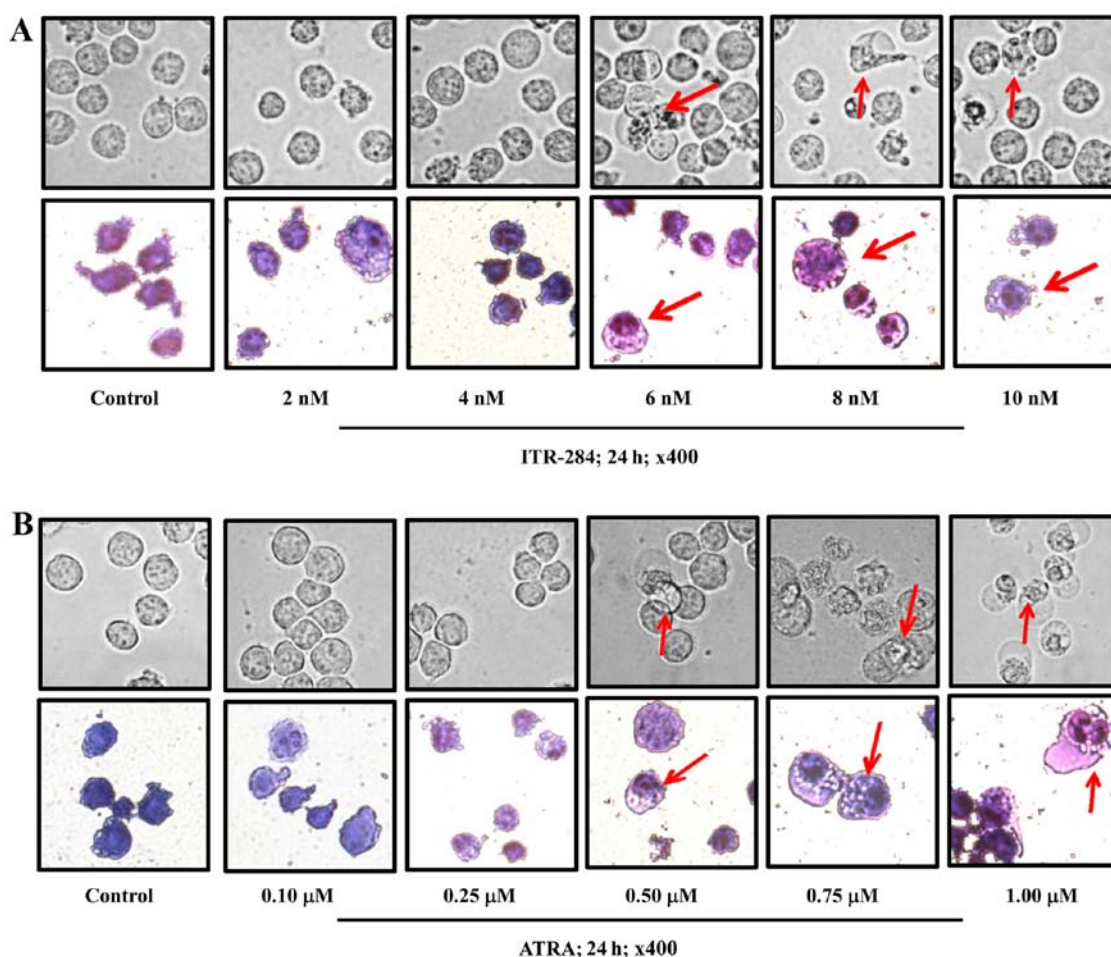 A
Control 2 nM 4 nM 6 nM 8 nM 10 nM
ITR-284; 24 h; x400
B
Control 0.10 μM 0.25 μM 0.50 μM 0.75 μM 1.00 μM
ATRA; 24 h; x400